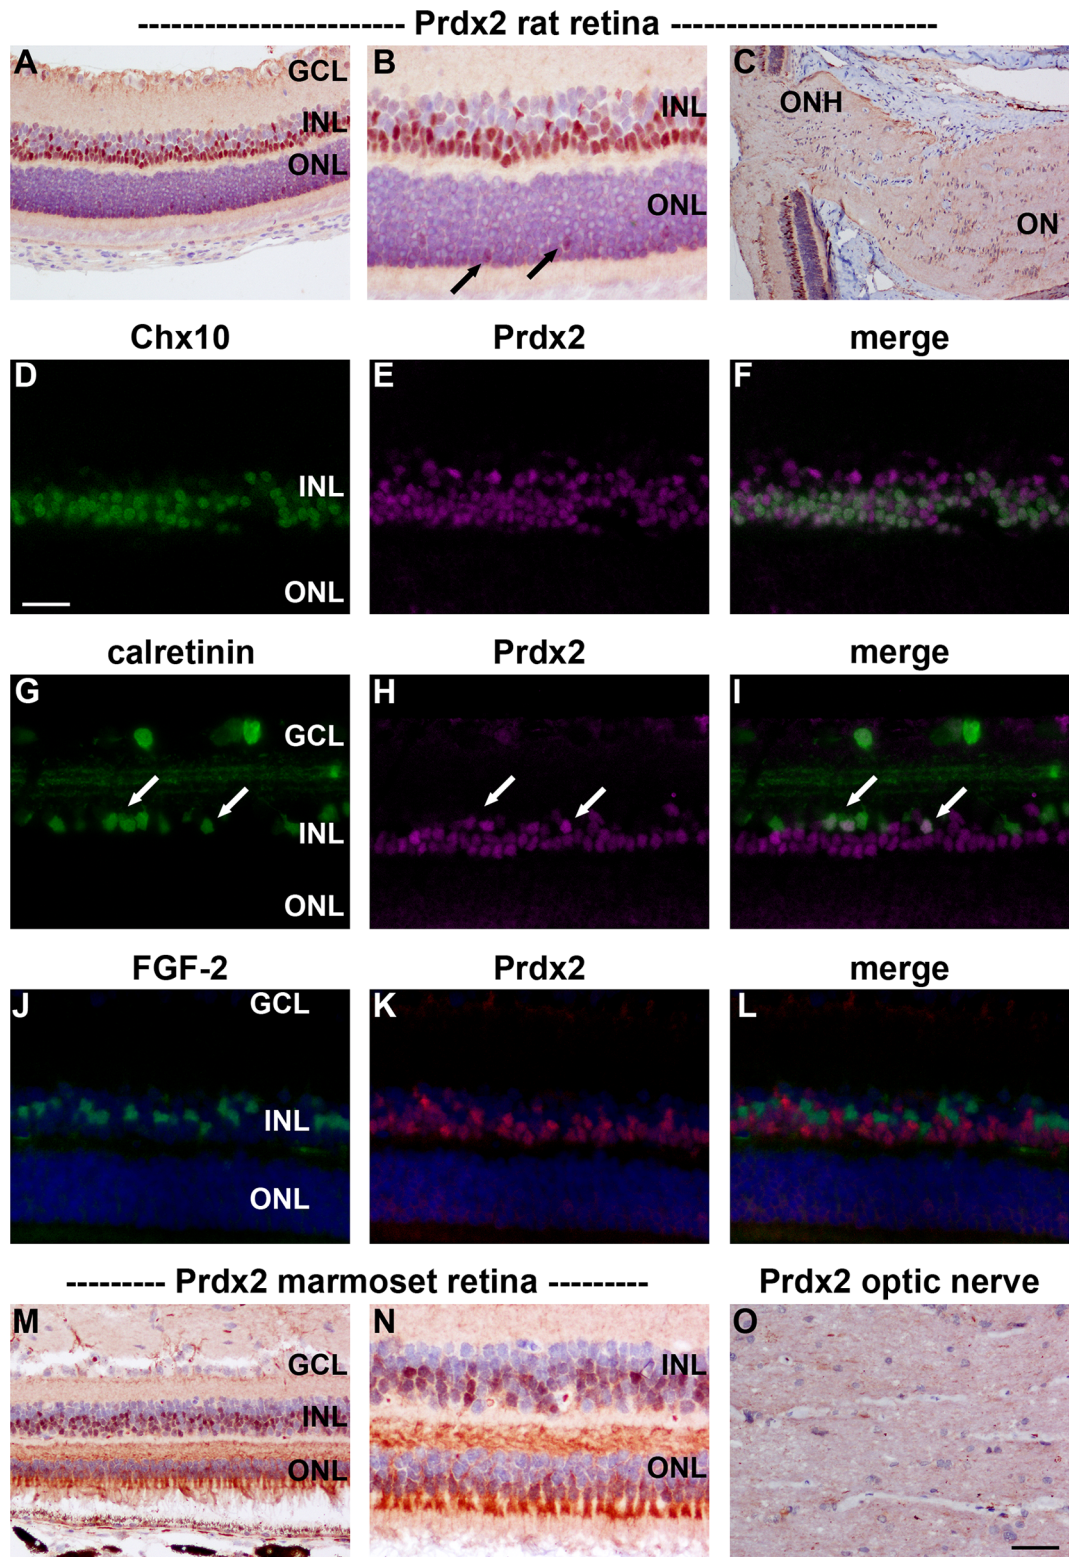 ----------------------- Prdx2 rat retina -----------------------
A GCL B C
INL INL ONH
ONL ONL ON
Chx10 Prdx2 merge
D E F
INL
ONL
calretinin Prdx2 merge
G H I
GCL
INL
ONL
FGF-2 Prdx2 merge
J GCL K L
INL
ONL
--------- Prdx2 marmoset retina --------- Prdx2 optic nerve
M N O
GCL INL
INL
ONL ONL